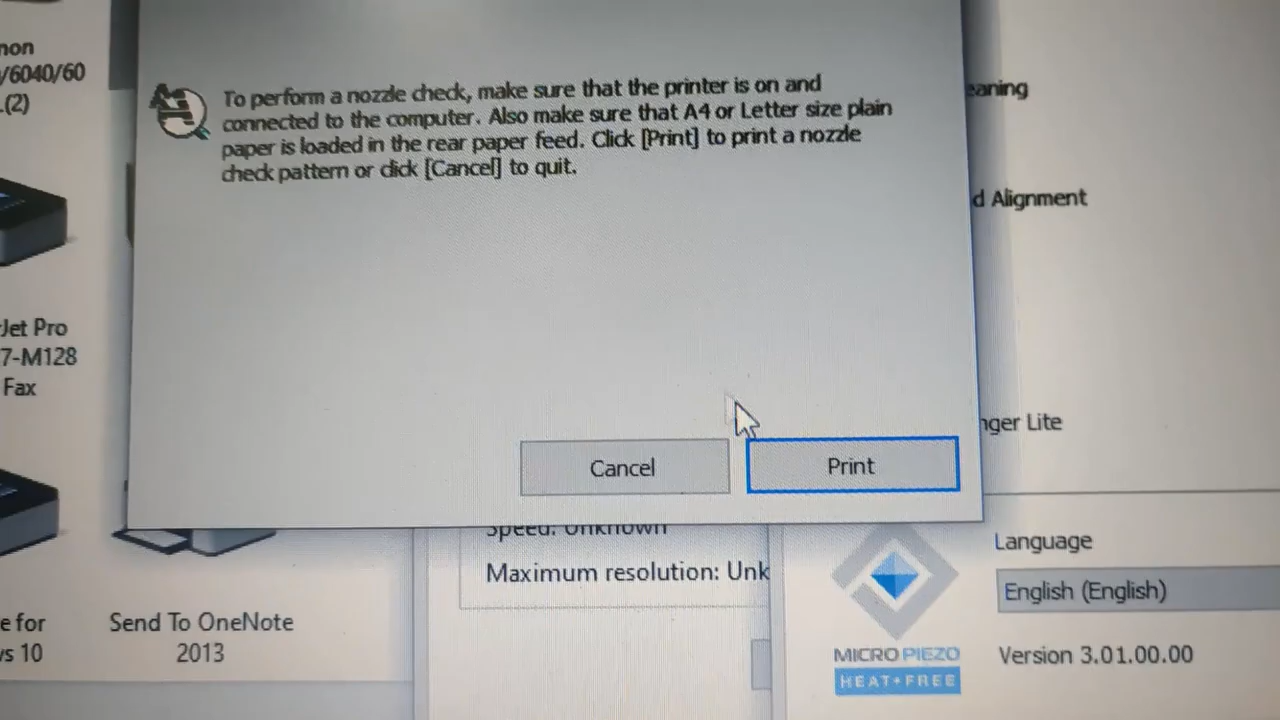 non
/6040/60
.(2)
To perform a nozzle check, make sure that the printer is on and
connected to the computer. Also make sure that A4 or Letter size plain
paper is loaded in the rear paper feed. Click [Print] to print a nozzle
check pattern or click [Cancel] to quit.
eaning
d Alignment
Jet Pro
7-M128
Fax
nger Lite
Cancel
Print
Speed: Unknown
Maximum resolution: Unk
Language
English (English)
e for
s 10
Send To OneNote
2013
MICRO PIEZO
HEAT+FREE
Version 3.01.00.00